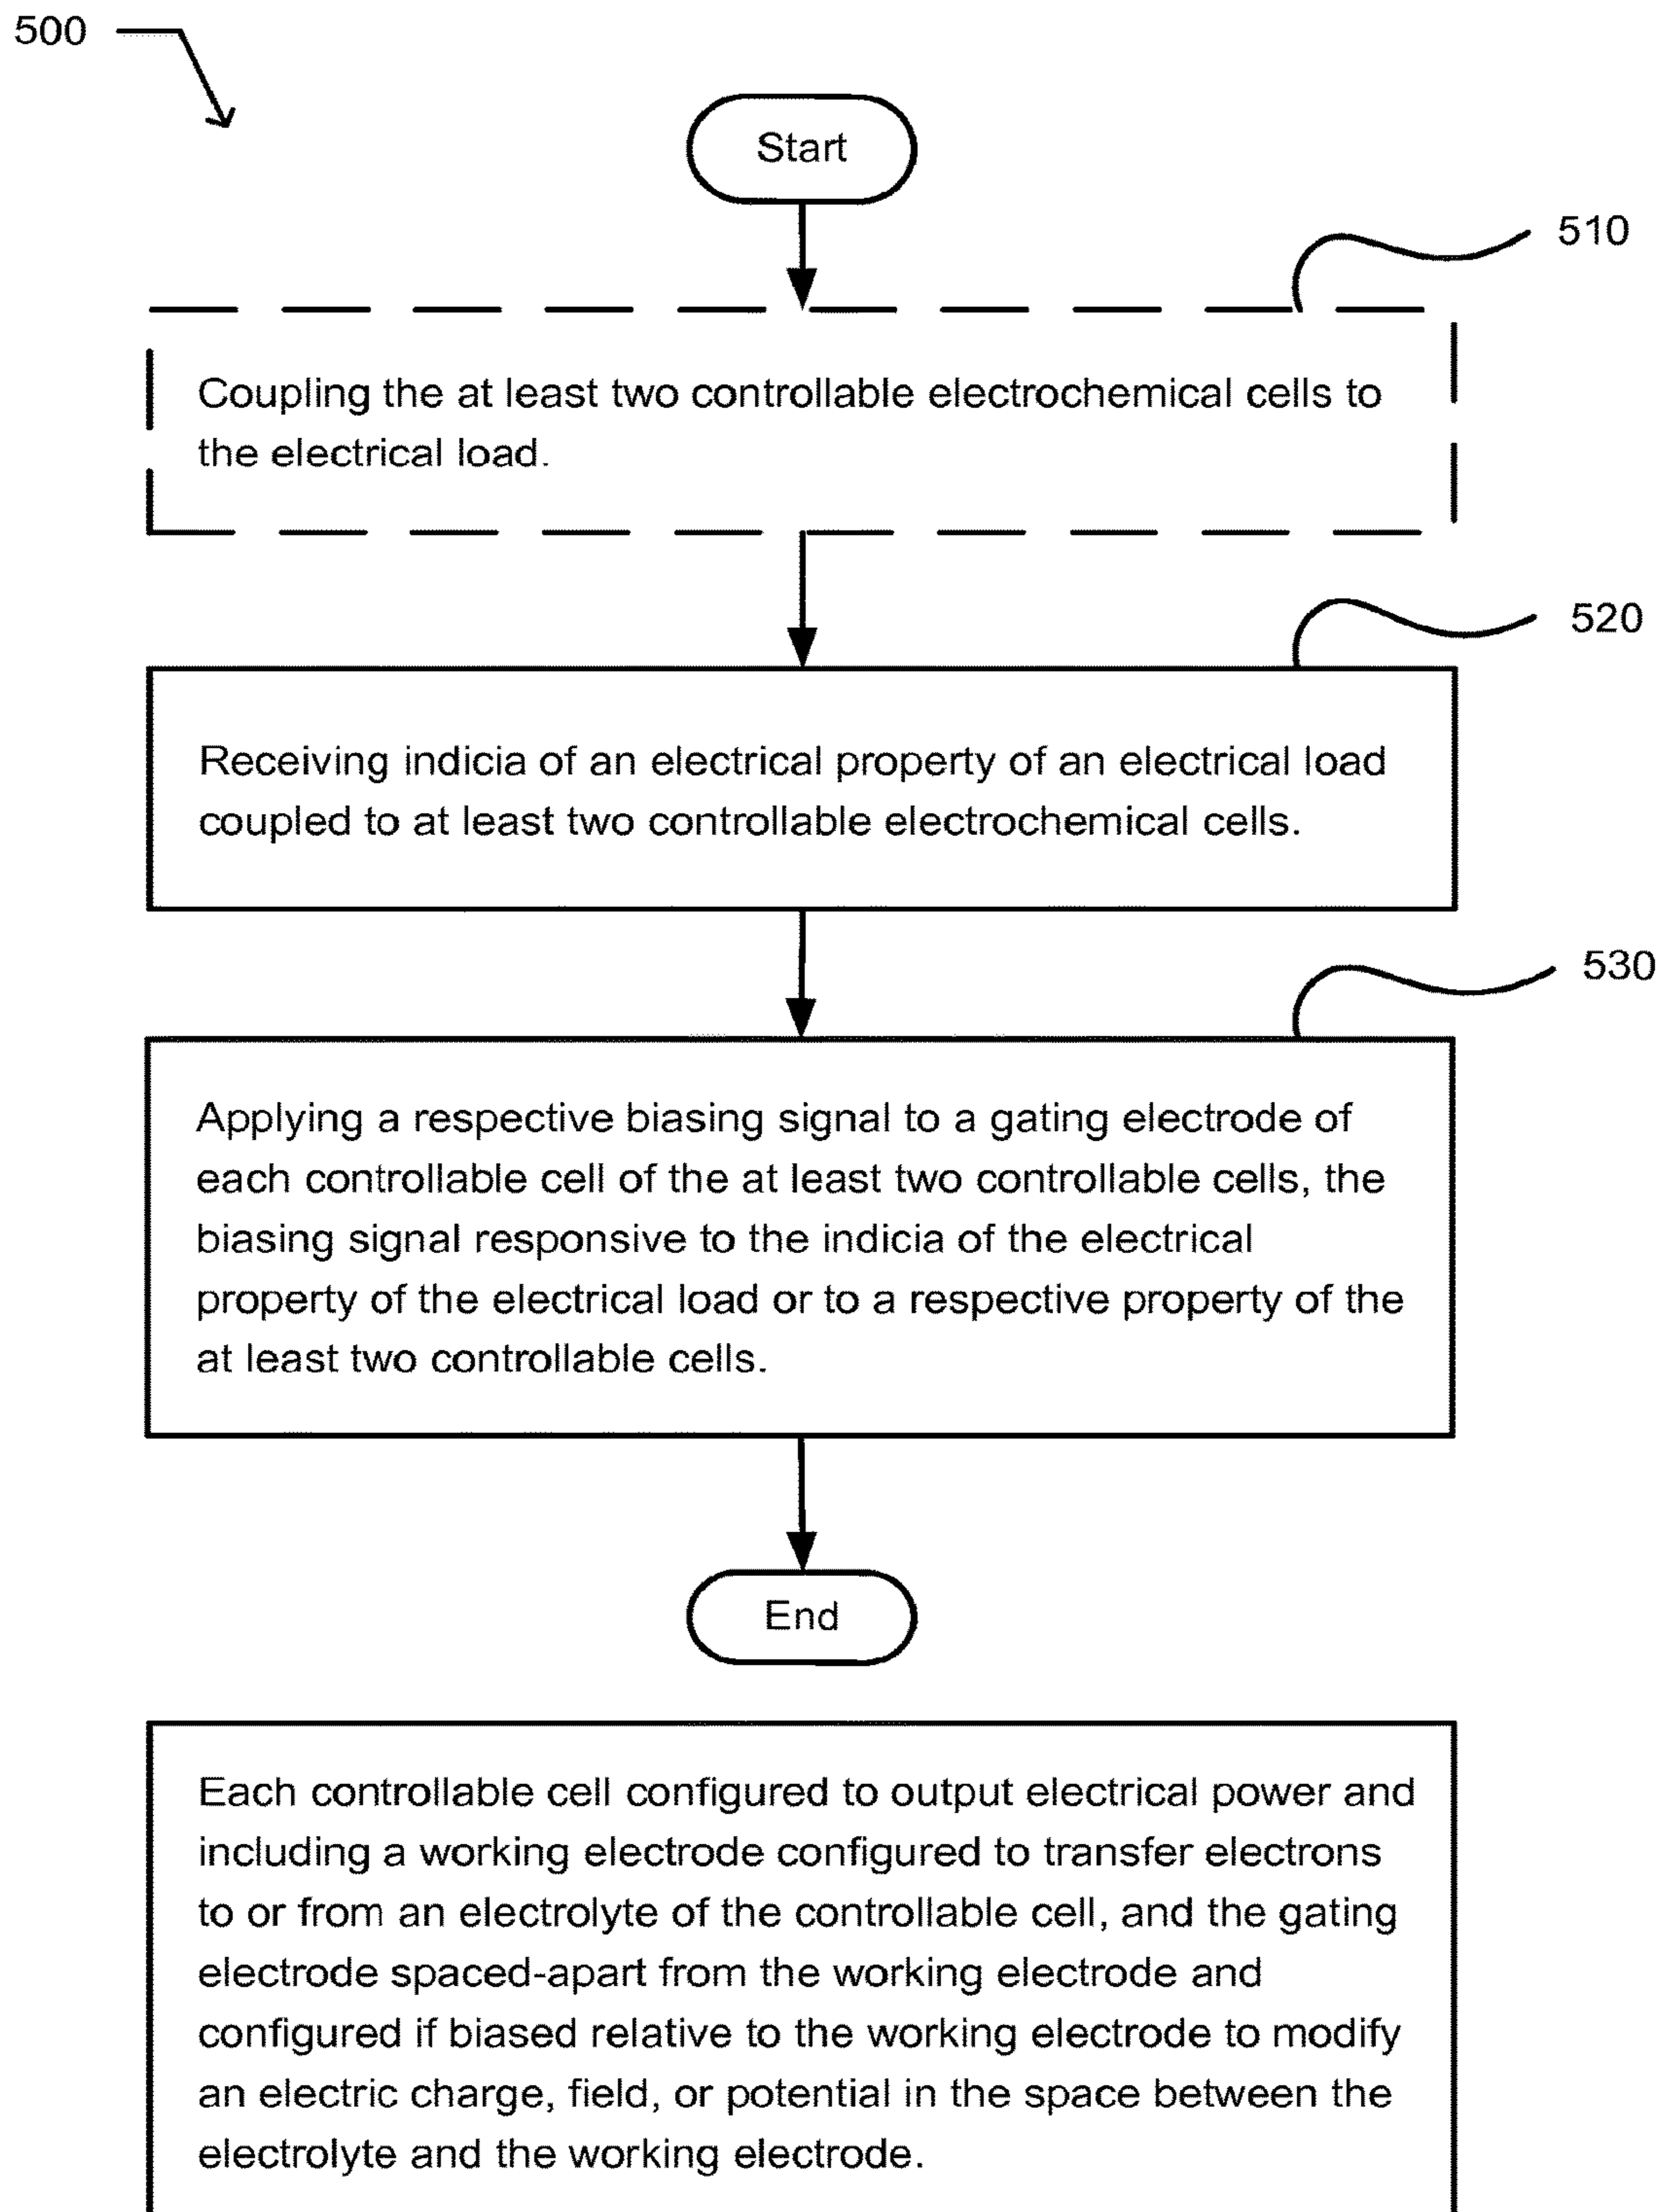 500
Start
510
Coupling the at least two controllable electrochemical cells to
the electrical load.
520
Receiving indicia of an electrical property of an electrical load
coupled to at least two controllable electrochemical cells.
530
Applying a respective biasing signal to a gating electrode of
each controllable cell of the at least two controllable cells, the
biasing signal responsive to the indicia of the electrical
property of the electrical load or to a respective property of the
at least two controllable cells.
End
Each controllable cell configured to output electrical power and
including a working electrode configured to transfer electrons
to or from an electrolyte of the controllable cell, and the gating
electrode spaced-apart from the working electrode and
configured if biased relative to the working electrode to modify
an electric charge, field, or potential in the space between the
electrolyte and the working electrode.